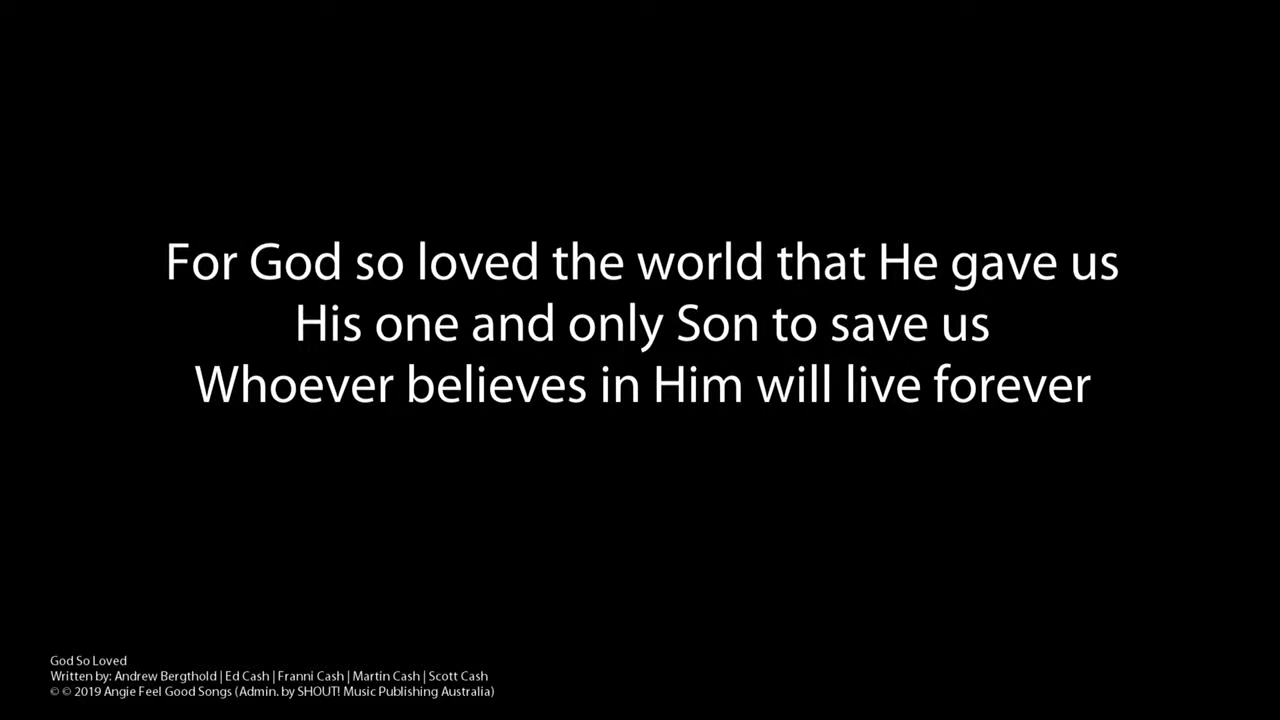 For God so loved the world that He gave us
His one and only Son to save us
Whoever believes in Him will live forever
God So Loved
Written by: Andrew Bergthold | Ed Cash | Franni Cash | Martin Cash | Scott Cash
© © 2019 Angie Feel Good Songs (Admin. by SHOUT! Music Publishing Australia)